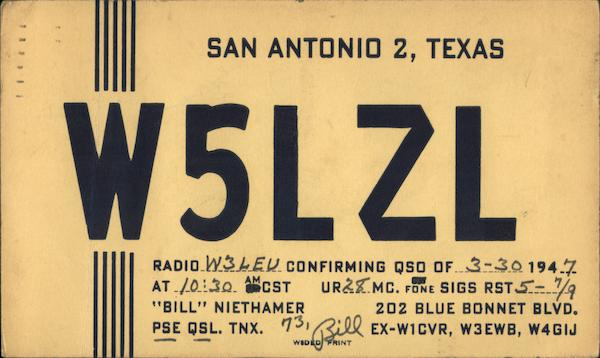 SAN ANTONIO 2, TEXAS
W5LZL
RADIO W3LEU CONFIRMING QSO OF 3-30 1947
AT 10:30 AM CST UR 28 MC. FONE SIGS RST 5-7/9
"BILL" NIETHAMER 202 BLUE BONNET BLVD.
PSE QSL. TNX. 73, Bill EX-W1CVR, W3EWB, W4GIJ
PRINT